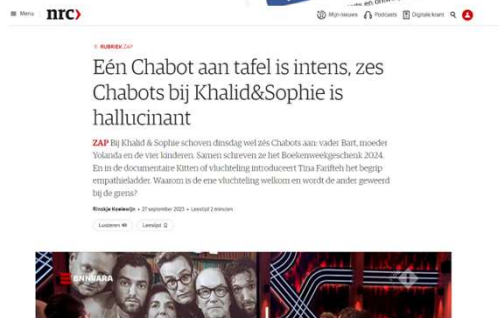 Menu
nrc>
Mijn nieuws
Podcasts
Digitale krant
RUBRIEK ZAP
Eén Chabot aan tafel is intens, zes
Chabots bij Khalid&Sophie is
hallucinant
ZAP Bij Khalid & Sophie schoven dinsdag wel zés Chabots aan: vader Bart, moeder
Yolanda en de vier kinderen. Samen schreven ze het Boekenweekgeschenk 2024.
En in de documentaire Kitten of vluchteling introduceert Tina Farifteh het begrip
empathieladder. Waarom is de ene vluchteling welkom en wordt de ander geweerd
bij de grens?
Rinskje Koelewijn • 27 september 2023 • Leestijd 2 minuten
Luisteren
Leeslijst
BNNVARA